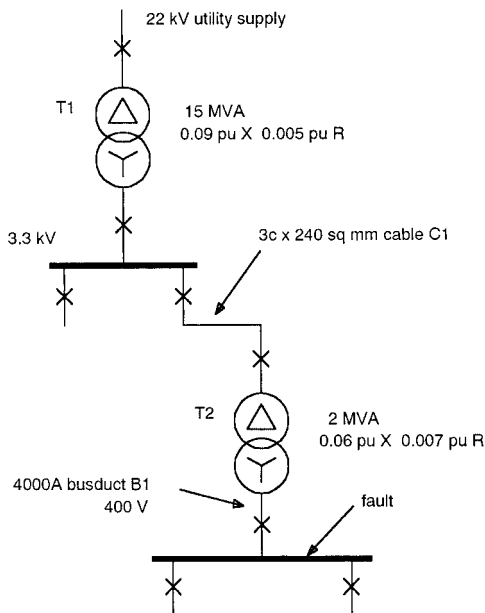 22 kV utility supply
T1
15 MVA
0.09 pu X 0.005 pu R
3.3 kV
3c x 240 sq mm cable C1
T2
2 MVA
0.06 pu X 0.007 pu R
4000A busduct B1
400 V
fault